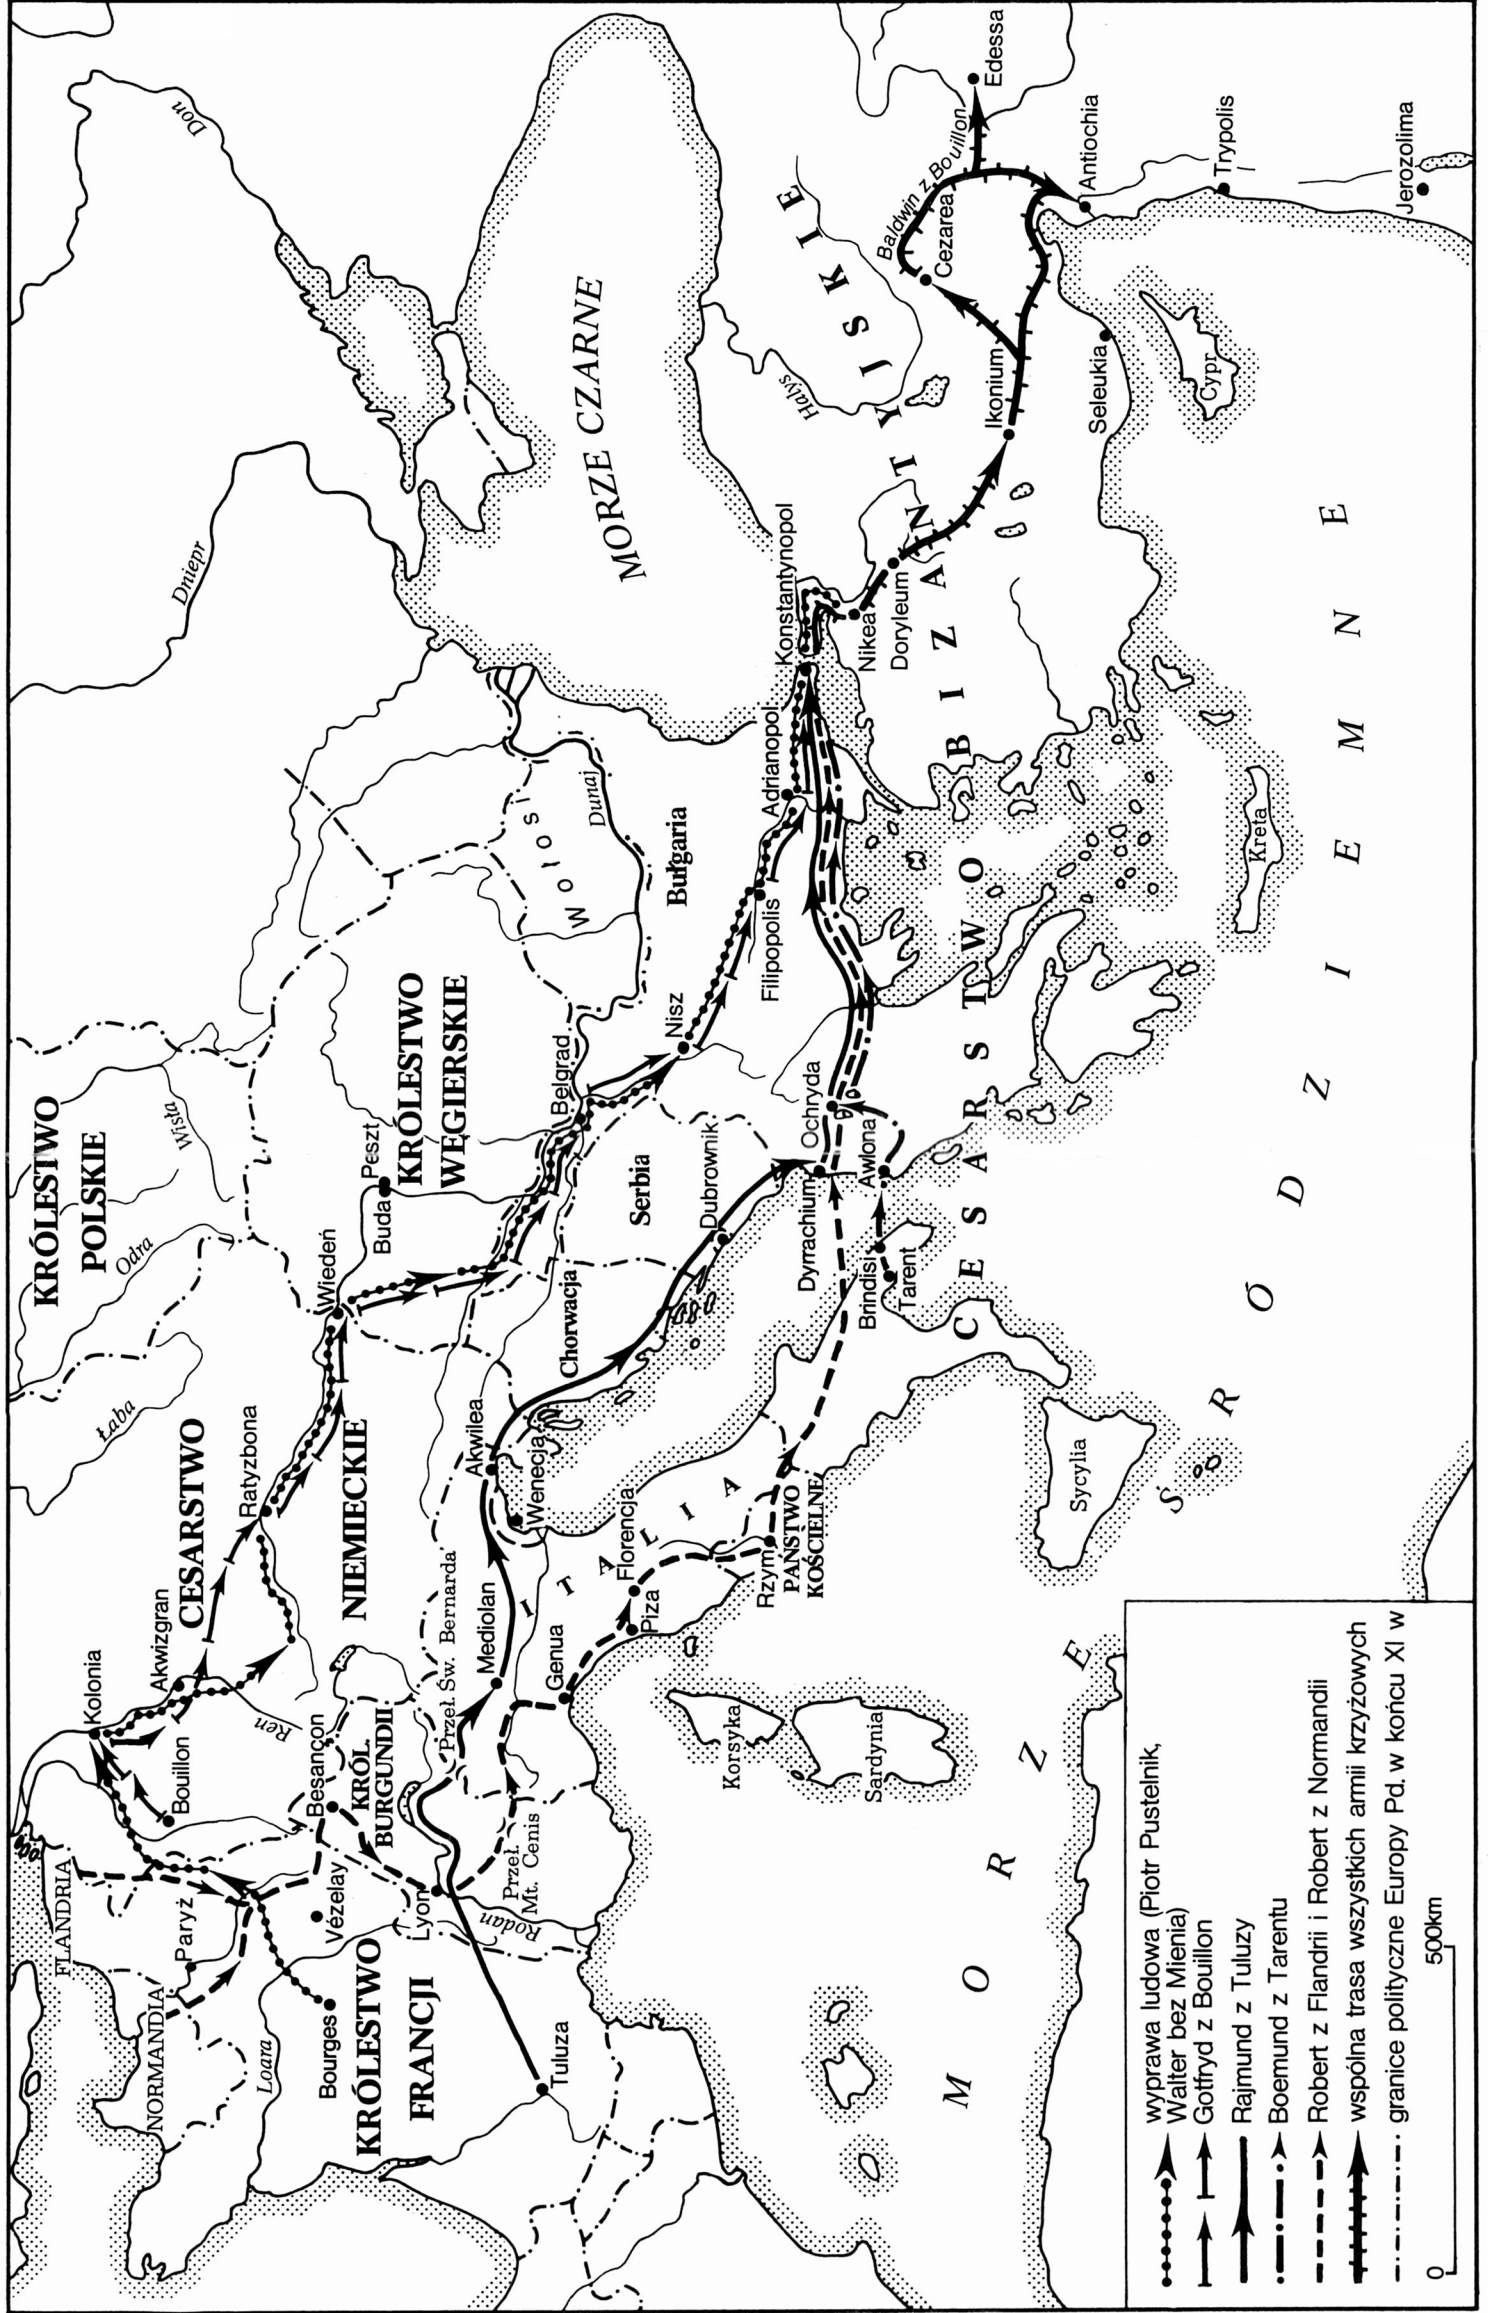 KRÓLESTWO
POLSKIE
Odra
Wisła
Łaba
Dniepr
Don
FLANDRIA
NORMANDIA
Paryż
Loara
Bourges
Vézelay
KRÓLESTWO
FRANCJI
Tuluza
Lyon
Rodan
Besançon
KRÓL.
BURGUNDII
Bouillon
Kolonia
Akwizgran
Ren
CESARSTWO
NIEMIECKIE
Ratyzbona
Wiedeń
Buda
Peszt
KRÓLESTWO
WĘGIERSKIE
Wołosi
Dunaj
Bułgaria
Belgrad
Nisz
Serbia
Chorwacja
Dubrownik
Filipopolis
Adrianopol
Konstantynopol
MORZE CZARNE
Przeł. Św. Bernarda
Przeł.
Mt. Cenis
Mediolan
Akwilea
Wenecja
Genua
ITALIA
Florencja
Piza
Rzym
PAŃSTWO
KOŚCIELNE
Korsyka
Sardynia
Sycylia
Brindisi
Tarent
Dyrrachium
Ochryda
Awlona
CESARSTWO BIZANTYJSKIE
Nikea
Doryleum
Halys
Ikonium
Cezarea
Baldwin z Bouillon
Edessa
Antiochia
Seleukia
Cypr
Trypolis
Jerozolima
Kreta
MORZE ŚRÓDZIEMNE
wyprawa ludowa (Piotr Pustelnik,
Walter bez Mienia)
Gotfryd z Bouillon
Rajmund z Tuluzy
Boemund z Tarentu
Robert z Flandrii i Robert z Normandii
wspólna trasa wszystkich armii krzyżowych
granice polityczne Europy Pd. w końcu XI w
0 500km